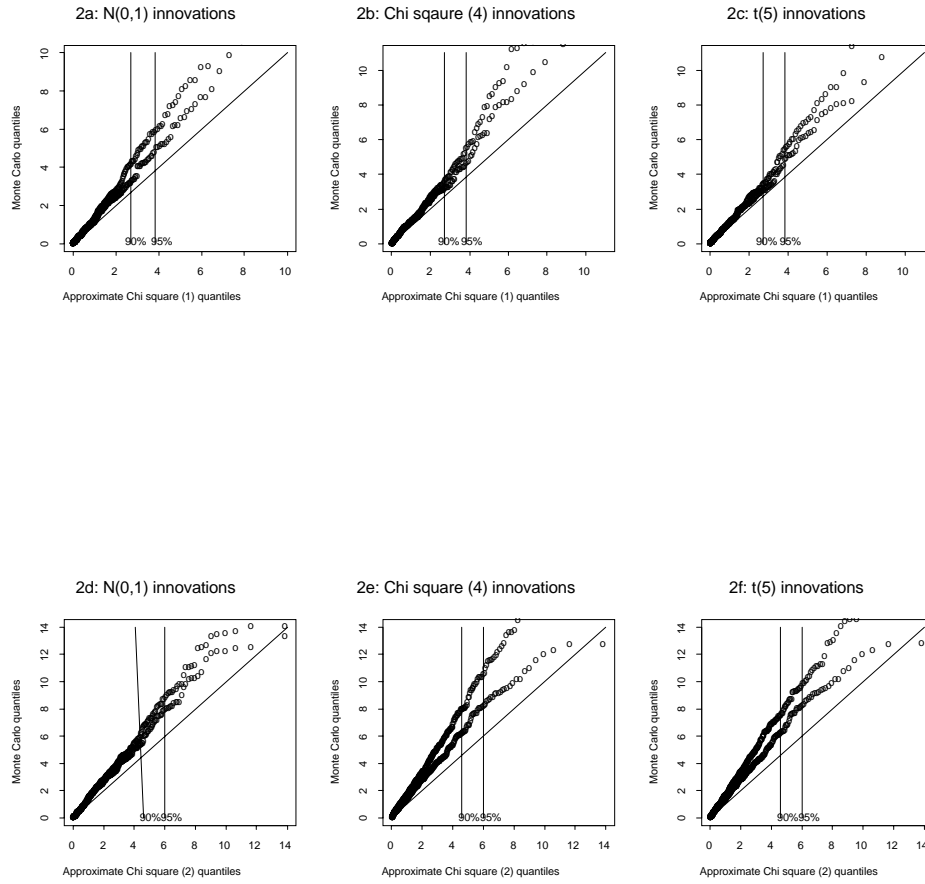 2a: N(0,1) innovations
2b: Chi sqaure (4) innovations
2c: t(5) innovations
Monte Carlo quantiles
0 2 4 6 8 10
90% 95%
0 2 4 6 8 10
Approximate Chi square (1) quantiles
Monte Carlo quantiles
0 2 4 6 8 10
90% 95%
0 2 4 6 8 10
Approximate Chi square (1) quantiles
Monte Carlo quantiles
0 2 4 6 8 10
90% 95%
0 2 4 6 8 10
Approximate Chi square (1) quantiles
2d: N(0,1) innovations
2e: Chi square (4) innovations
2f: t(5) innovations
Monte Carlo quantiles
0 2 4 6 8 10 12 14
90% 95%
0 2 4 6 8 10 12 14
Approximate Chi square (2) quantiles
Monte Carlo quantiles
0 2 4 6 8 10 12 14
90% 95%
0 2 4 6 8 10 12 14
Approximate Chi square (2) quantiles
Monte Carlo quantiles
0 2 4 6 8 10 12 14
90% 95%
0 2 4 6 8 10 12 14
Approximate Chi square (2) quantiles